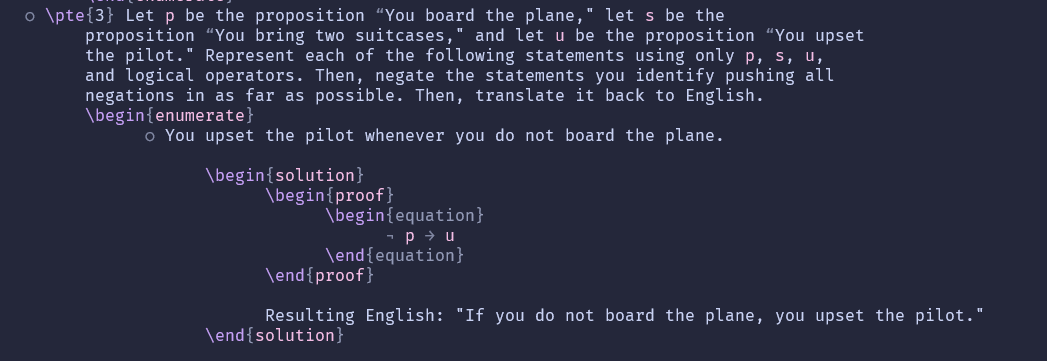 ○ \pte{3} Let p be the proposition “You board the plane," let s be the
proposition “You bring two suitcases," and let u be the proposition “You upset
the pilot." Represent each of the following statements using only p, s, u,
and logical operators. Then, negate the statements you identify pushing all
negations in as far as possible. Then, translate it back to English.
\begin{enumerate}
○ You upset the pilot whenever you do not board the plane.
\begin{solution}
\begin{proof}
\begin{equation}
¬ p → u
\end{equation}
\end{proof}
Resulting English: "If you do not board the plane, you upset the pilot."
\end{solution}